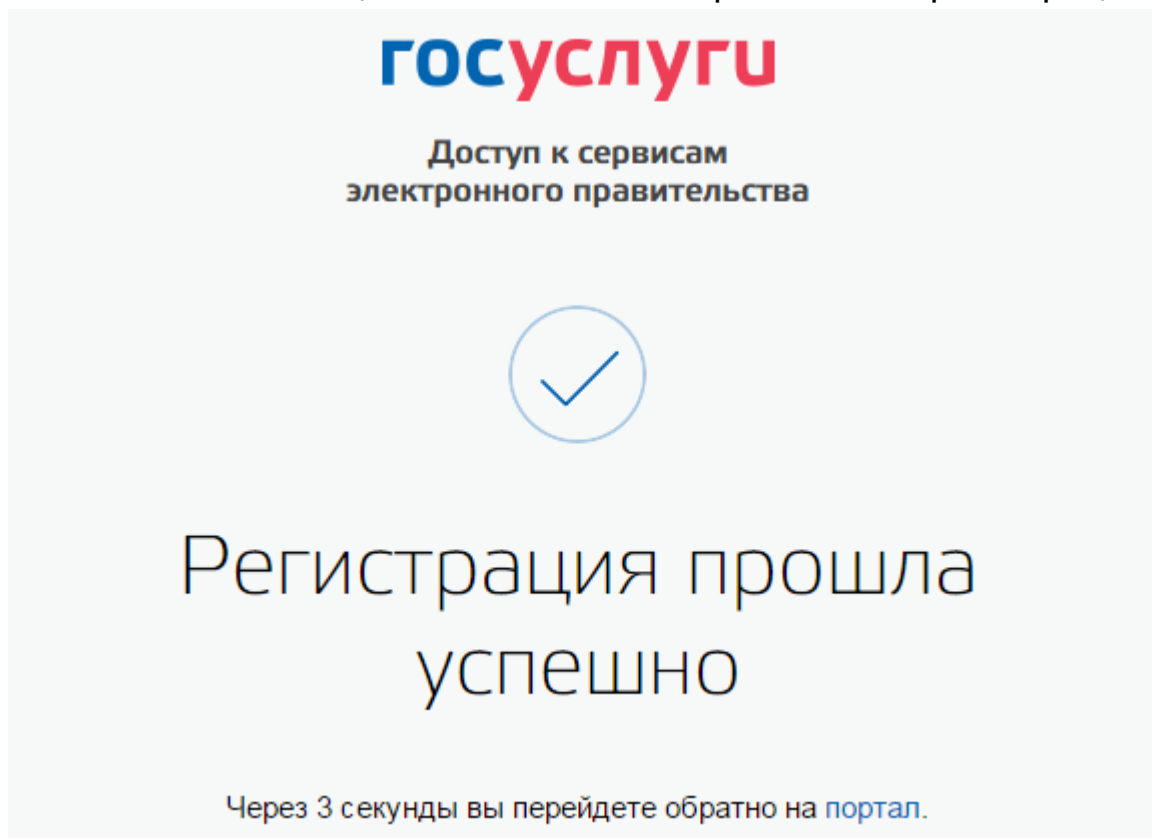 госуслуги
Доступ к сервисам
электронного правительства
Регистрация прошла
успешно
Через 3 секунды вы перейдете обратно на портал.